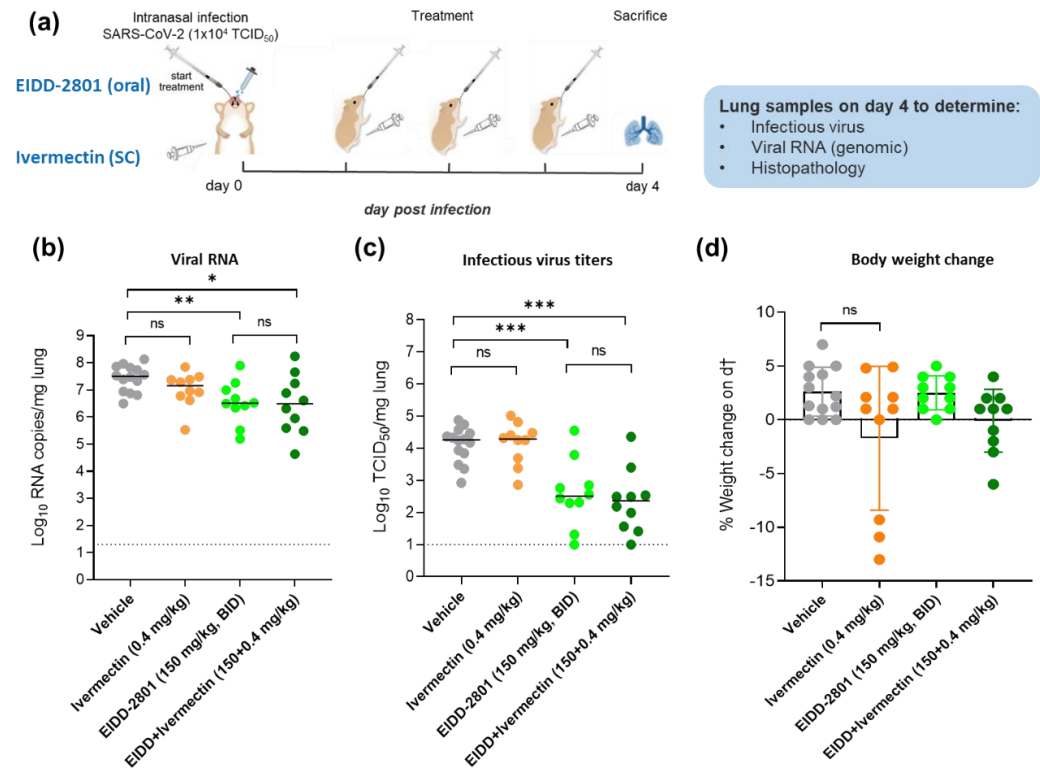 (a)
Intranasal infection
SARS-CoV-2 (1x10⁴ TCID₅₀)
Treatment
Sacrifice
EIDD-2801 (oral)
start
treatment
Ivermectin (SC)
day 0
day 4
day post infection
Lung samples on day 4 to determine:
• Infectious virus
• Viral RNA (genomic)
• Histopathology
(b)
Viral RNA
*
**
ns
ns
Log₁₀ RNA copies/mg lung
9
8
7
6
5
4
3
2
1
0
Vehicle
Ivermectin (0.4 mg/kg)
EIDD-2801 (150 mg/kg, BID)
EIDD+Ivermectin (150+0.4 mg/kg)
(c)
Infectious virus titers
***
***
ns
ns
Log₁₀ TCID₅₀/mg lung
8
7
6
5
4
3
2
1
0
Vehicle
Ivermectin (0.4 mg/kg)
EIDD-2801 (150 mg/kg, BID)
EIDD+Ivermectin (150+0.4 mg/kg)
(d)
Body weight change
ns
% Weight change on d†
10
5
0
-5
-10
-15
Vehicle
Ivermectin (0.4 mg/kg)
EIDD-2801 (150 mg/kg, BID)
EIDD+Ivermectin (150+0.4 mg/kg)